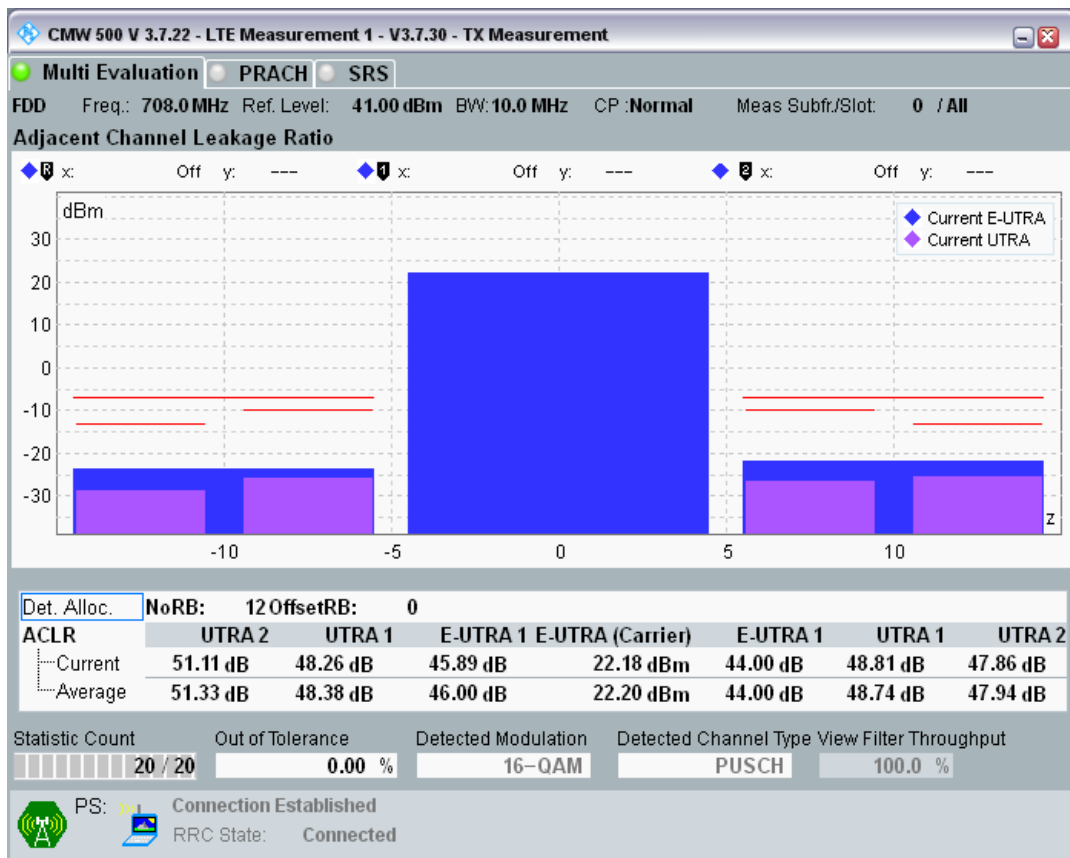 CMW 500 V 3.7.22 - LTE Measurement 1 - V3.7.30 - TX Measurement
Multi Evaluation PRACH SRS
FDD Freq.: 708.0 MHz Ref. Level: 41.00 dBm BW: 10.0 MHz CP : Normal Meas Subfr./Slot: 0 / All
Adjacent Channel Leakage Ratio
R x: Off y: --- 1 x: Off y: --- 2 x: Off y: ---
dBm
Current E-UTRA
Current UTRA
30
20
10
0
-10
-20
-30
z
-10 -5 0 5 10
Det. Alloc. NoRB: 12 OffsetRB: 0
ACLR UTRA 2 UTRA 1 E-UTRA 1 E-UTRA (Carrier) E-UTRA 1 UTRA 1 UTRA 2
Current 51.11 dB 48.26 dB 45.89 dB 22.18 dBm 44.00 dB 48.81 dB 47.86 dB
Average 51.33 dB 48.38 dB 46.00 dB 22.20 dBm 44.00 dB 48.74 dB 47.94 dB
Statistic Count Out of Tolerance Detected Modulation Detected Channel Type View Filter Throughput
20 / 20 0.00 % 16-QAM PUSCH 100.0 %
PS: Connection Established
RRC State: Connected